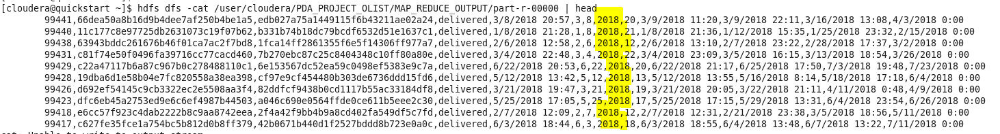 [cloudera@quickstart ~]$ hdfs dfs -cat /user/cloudera/PDA_PROJECT_OLIST/MAP_REDUCE_OUTPUT/part-r-00000 | head
99441,66dea50a8b16d9b4dee7af250b4be1a5,edb027a75a1449115f6b43211ae02a24,delivered,3/8/2018 20:57,3,8,2018,20,3/9/2018 11:20,3/9/2018 22:11,3/16/2018 13:08,4/3/2018 0:00
99440,11c177c8e97725db2631073c19f07b62,b331b74b18dc79bcdf6532d51e1637c1,delivered,1/8/2018 21:28,1,8,2018,21,1/8/2018 21:36,1/12/2018 15:35,1/25/2018 23:32,2/15/2018 0:00
99438,63943bddc261676b46f01ca7ac2f7bd8,1fca14ff2861355f6e5f14306ff977a7,delivered,2/6/2018 12:58,2,6,2018,12,2/6/2018 13:10,2/7/2018 23:22,2/28/2018 17:37,3/2/2018 0:00
99431,c81f74e50f0496fa39716cc77cacd460,7b270ebc87c25c8404348c10ff80a80e,delivered,3/4/2018 22:48,3,4,2018,22,3/4/2018 23:09,3/5/2018 16:15,3/13/2018 18:54,3/26/2018 0:00
99429,c22a47117b6a87c967b0c278488110c1,6e153567dc52ea59c0498ef5383e9c7a,delivered,6/22/2018 20:53,6,22,2018,20,6/22/2018 21:17,6/25/2018 17:50,7/3/2018 19:48,7/23/2018 0:00
99428,19dba6d1e58b04e7fc820558a38ea398,cf97e9cf454480b303de6736ddd15fd6,delivered,5/12/2018 13:42,5,12,2018,13,5/12/2018 13:55,5/16/2018 8:14,5/18/2018 17:18,6/4/2018 0:00
99426,d692ef54145c9cb3322ec2e5508aa3f4,82ddfcf9438b0cd1117b55ac33184df8,delivered,3/21/2018 19:47,3,21,2018,19,3/21/2018 20:05,3/22/2018 21:11,4/11/2018 0:48,4/9/2018 0:00
99423,dfc6eb45a2753ed9e6c6ef4987b44503,a046c690e0564ffde0ce611b5eee2c30,delivered,5/25/2018 17:05,5,25,2018,17,5/25/2018 17:15,5/29/2018 13:31,6/4/2018 23:54,6/26/2018 0:00
99418,e6cc57f923c4dab2222b8c9aa8742eea,2f4a42f9bb4b9a8cd402fa549df5c7fd,delivered,2/7/2018 12:09,2,7,2018,12,2/7/2018 12:31,2/21/2018 23:38,3/5/2018 18:56,5/11/2018 0:00
99417,c627fe35fce1a754bc5b812d0b8ff379,42b0671b440d1f2527bddd8b723e0a0c,delivered,6/3/2018 18:44,6,3,2018,18,6/3/2018 18:55,6/4/2018 13:48,6/7/2018 13:22,7/11/2018 0:00